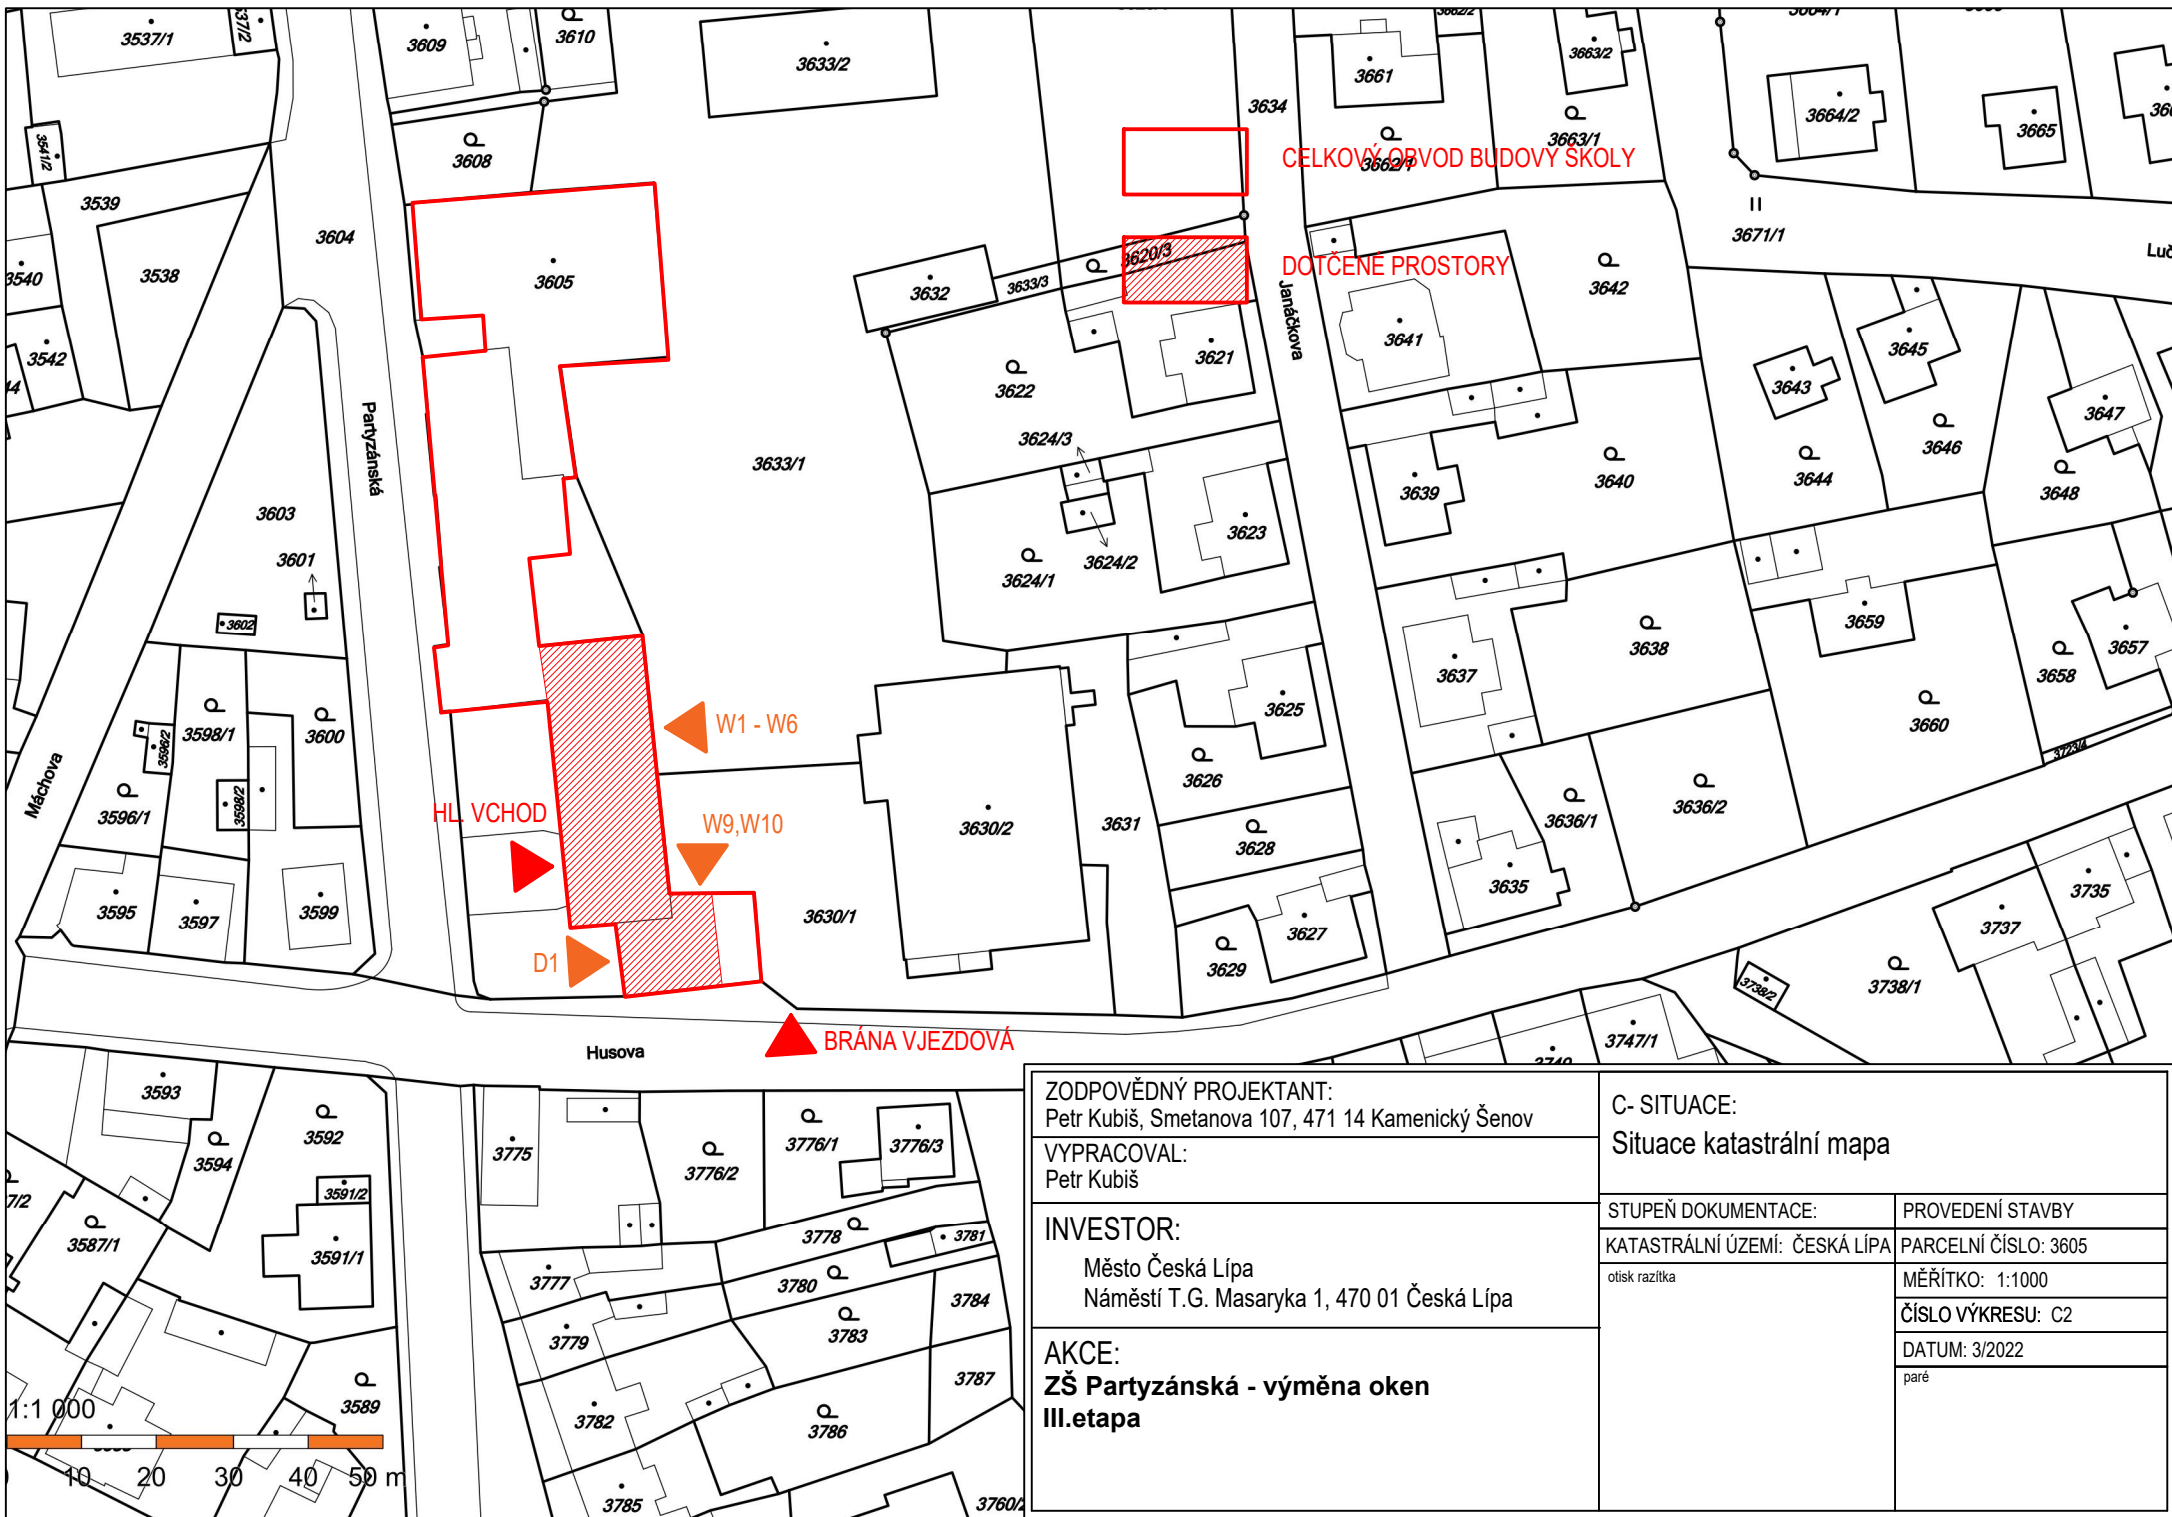 3537/1
3609
3610
3633/2
3661
3663/2
3664/2
3665
3541/2
3608
3634
3662/1
3663/1
CELKOVÝ OBVOD BUDOVY ŠKOLY
3539
3604
3671/1
3540
3538
3605
3632
3633/3
3620/3
DOTČENÉ PROSTORY
3642
Janáčkova
3542
3621
3641
3645
3643
3622
3647
Partyzánská
3624/3
3633/1
3646
3639
3640
3644
3648
3603
3623
3601
3624/1
3624/2
3602
3659
3638
3657
3637
3658
3625
3660
3598/1
3600
W1 - W6
3596/2
3723/4
Máchova
3626
3596/1
3598/2
HL. VCHOD
W9,W10
3630/2
3631
3636/1
3636/2
3628
3635
3595
3597
3599
3630/1
3735
3737
3627
D1
3629
3738/2
3738/1
BRÁNA VJEZDOVÁ
Husova
3747/1
3593
3592
3594
3775
3776/2
3776/1
3776/3
3591/2
3587/1
3591/1
3778
3781
3777
3780
3784
3779
3783
3787
3589
3782
3786
3785
1:1 000
10 20 30 40 50 m
ZODPOVĚDNÝ PROJEKTANT:
Petr Kubiš, Smetanova 107, 471 14 Kamenický Šenov
VYPRACOVAL:
Petr Kubiš
INVESTOR:
Město Česká Lípa
Náměstí T.G. Masaryka 1, 470 01 Česká Lípa
AKCE:
ZŠ Partyzánská - výměna oken
III.etapa
C- SITUACE:
Situace katastrální mapa
STUPEŇ DOKUMENTACE:
PROVEDENÍ STAVBY
KATASTRÁLNÍ ÚZEMÍ: ČESKÁ LÍPA
PARCELNÍ ČÍSLO: 3605
otisk razítka
MĚŘÍTKO: 1:1000
ČÍSLO VÝKRESU: C2
DATUM: 3/2022
paré